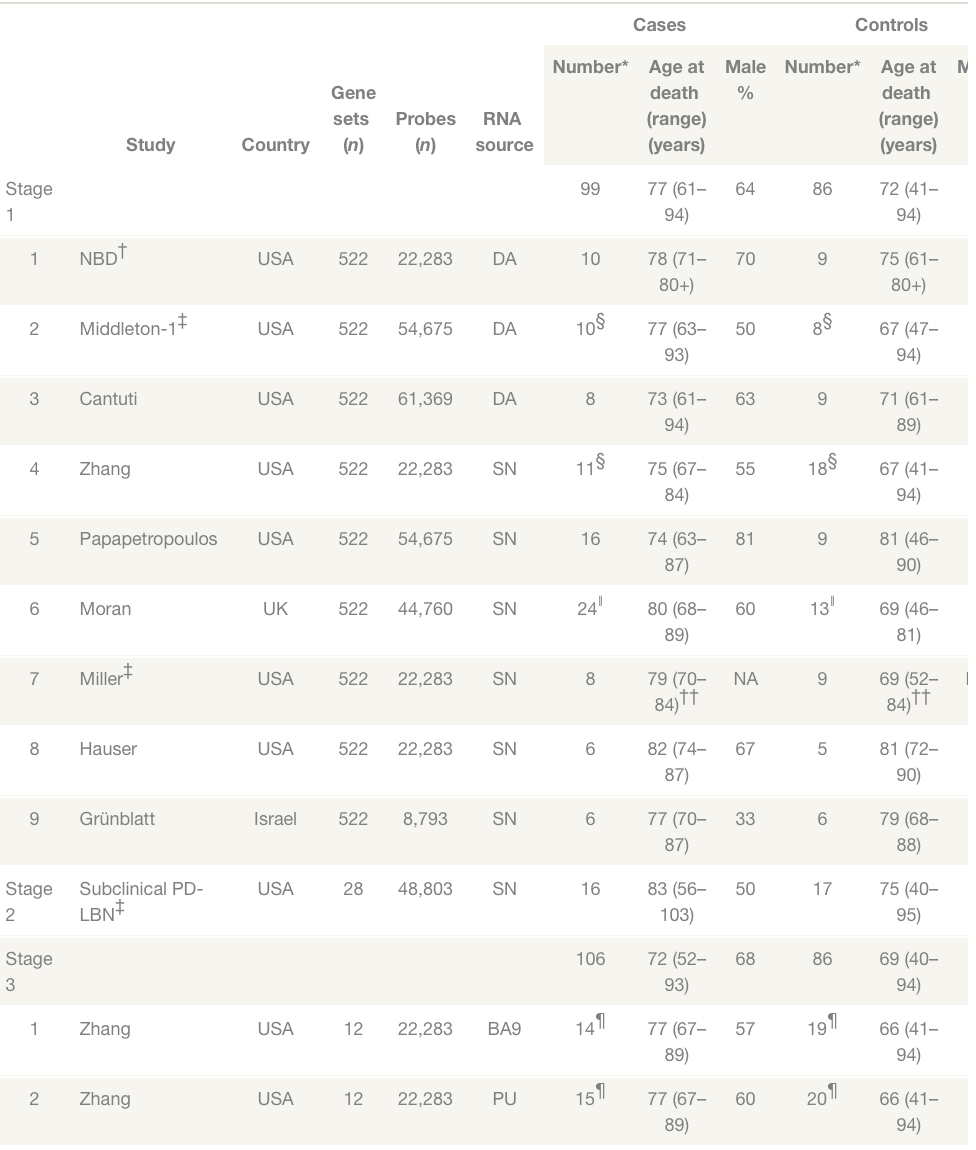 Cases Controls
Number* Age at Male Number* Age at M
Gene death % death
sets Probes RNA (range) (range)
Study Country (n) (n) source (years) (years)
Stage 99 77 (61– 64 86 72 (41–
1 94) 94)
1 NBD† USA 522 22,283 DA 10 78 (71– 70 9 75 (61–
80+) 80+)
2 Middleton-1‡ USA 522 54,675 DA 10§ 77 (63– 50 8§ 67 (47–
93) 94)
3 Cantuti USA 522 61,369 DA 8 73 (61– 63 9 71 (61–
94) 89)
4 Zhang USA 522 22,283 SN 11§ 75 (67– 55 18§ 67 (41–
84) 94)
5 Papapetropoulos USA 522 54,675 SN 16 74 (63– 81 9 81 (46–
87) 90)
6 Moran UK 522 44,760 SN 24‖ 80 (68– 60 13‖ 69 (46–
89) 81)
7 Miller‡ USA 522 22,283 SN 8 79 (70– NA 9 69 (52–
84)†† 84)††
8 Hauser USA 522 22,283 SN 6 82 (74– 67 5 81 (72–
87) 90)
9 Grünblatt Israel 522 8,793 SN 6 77 (70– 33 6 79 (68–
87) 88)
Stage Subclinical PD- USA 28 48,803 SN 16 83 (56– 50 17 75 (40–
2 LBN‡ 103) 95)
Stage 106 72 (52– 68 86 69 (40–
3 93) 94)
1 Zhang USA 12 22,283 BA9 14¶ 77 (67– 57 19¶ 66 (41–
89) 94)
2 Zhang USA 12 22,283 PU 15¶ 77 (67– 60 20¶ 66 (41–
89) 94)